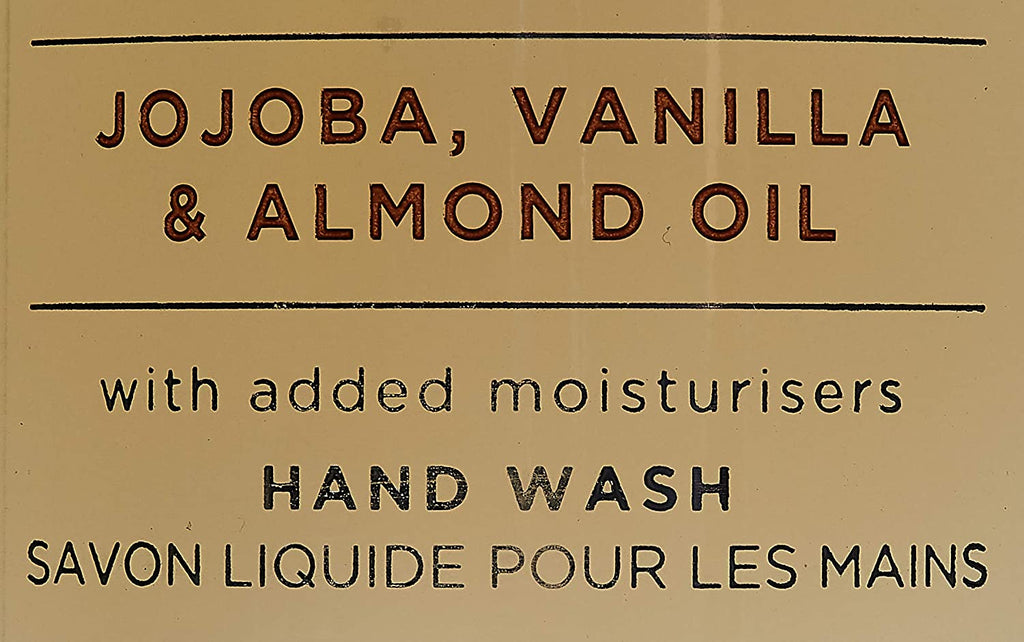 JOJOBA, VANILLA
& ALMOND OIL
with added moisturisers
HAND WASH
SAVON LIQUIDE POUR LES MAINS